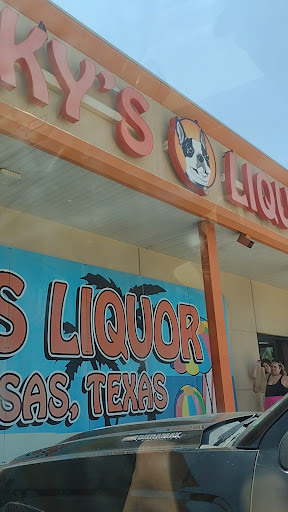 KY'S LIQU
S LIQUOR
SAS, TEXAS